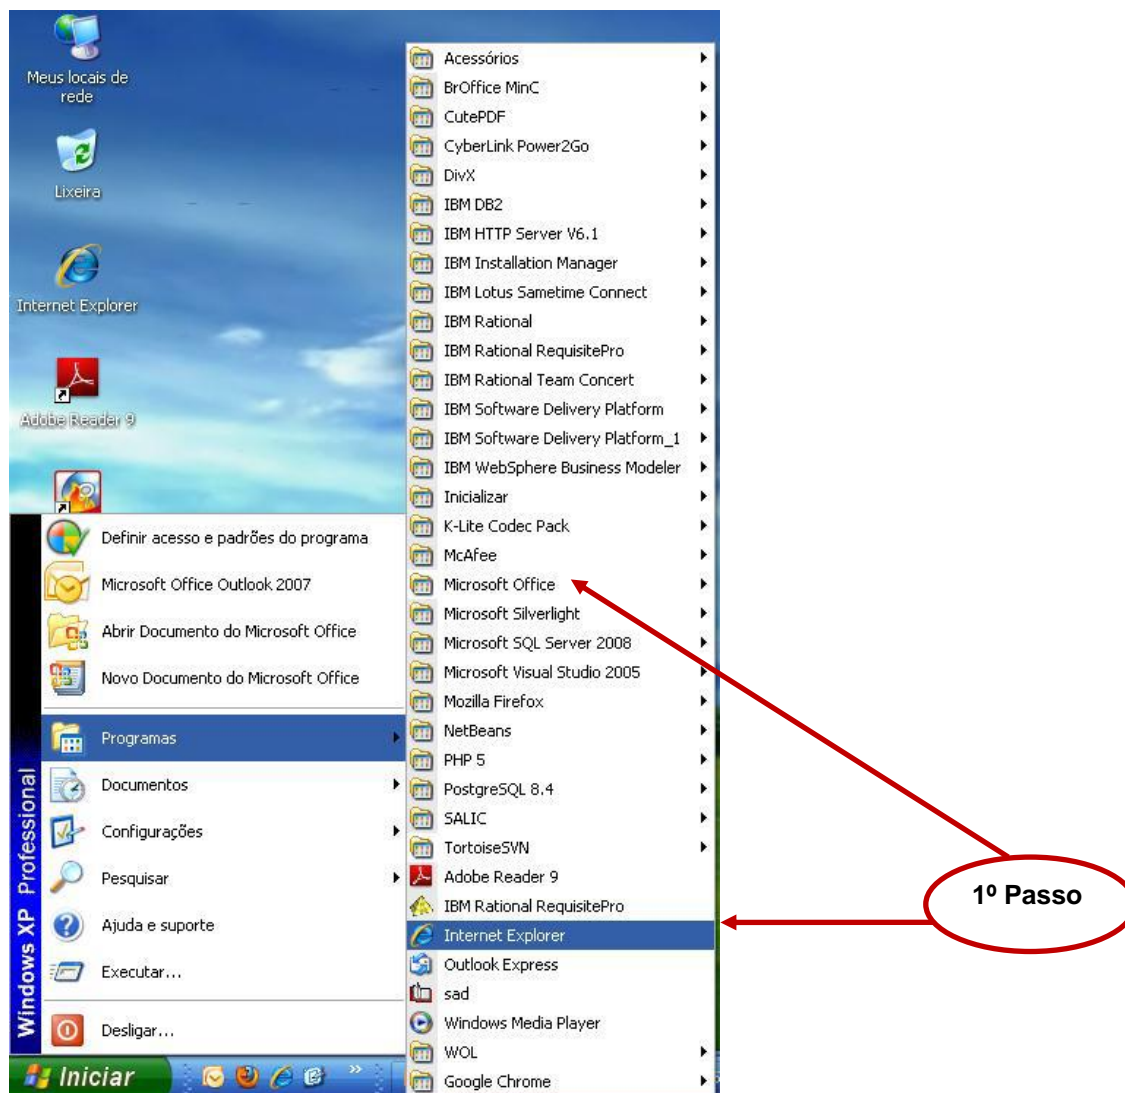 Meus locais de
rede
Lixeira
Internet Explorer
Adobe Reader 9
Definir acesso e padrões do programa
Microsoft Office Outlook 2007
Abrir Documento do Microsoft Office
Novo Documento do Microsoft Office
Programas
Documentos
Configurações
Pesquisar
Ajuda e suporte
Executar...
Desligar...
Windows XP Professional
Iniciar
Acessórios
BrOffice MinC
CutePDF
CyberLink Power2Go
DivX
IBM DB2
IBM HTTP Server V6.1
IBM Installation Manager
IBM Lotus Sametime Connect
IBM Rational
IBM Rational RequisitePro
IBM Rational Team Concert
IBM Software Delivery Platform
IBM Software Delivery Platform_1
IBM WebSphere Business Modeler
Inicializar
K-Lite Codec Pack
McAfee
Microsoft Office
Microsoft Silverlight
Microsoft SQL Server 2008
Microsoft Visual Studio 2005
Mozilla Firefox
NetBeans
PHP 5
PostgreSQL 8.4
SALIC
TortoiseSVN
Adobe Reader 9
IBM Rational RequisitePro
Internet Explorer
Outlook Express
sad
Windows Media Player
WOL
Google Chrome
1º Passo